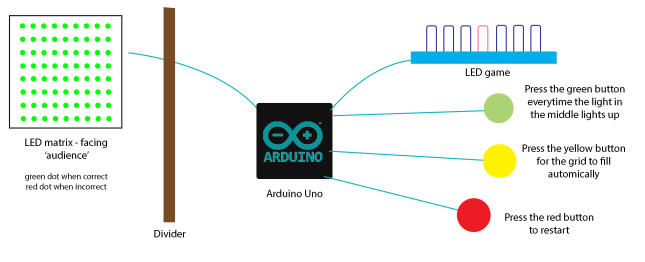 LED matrix - facing
‘audience’
green dot when correct
red dot when incorrect
Divider
ARDUINO
Arduino Uno
LED game
Press the green button
everytime the light in
the middle lights up
Press the yellow button
for the grid to fill
automically
Press the red button
to restart